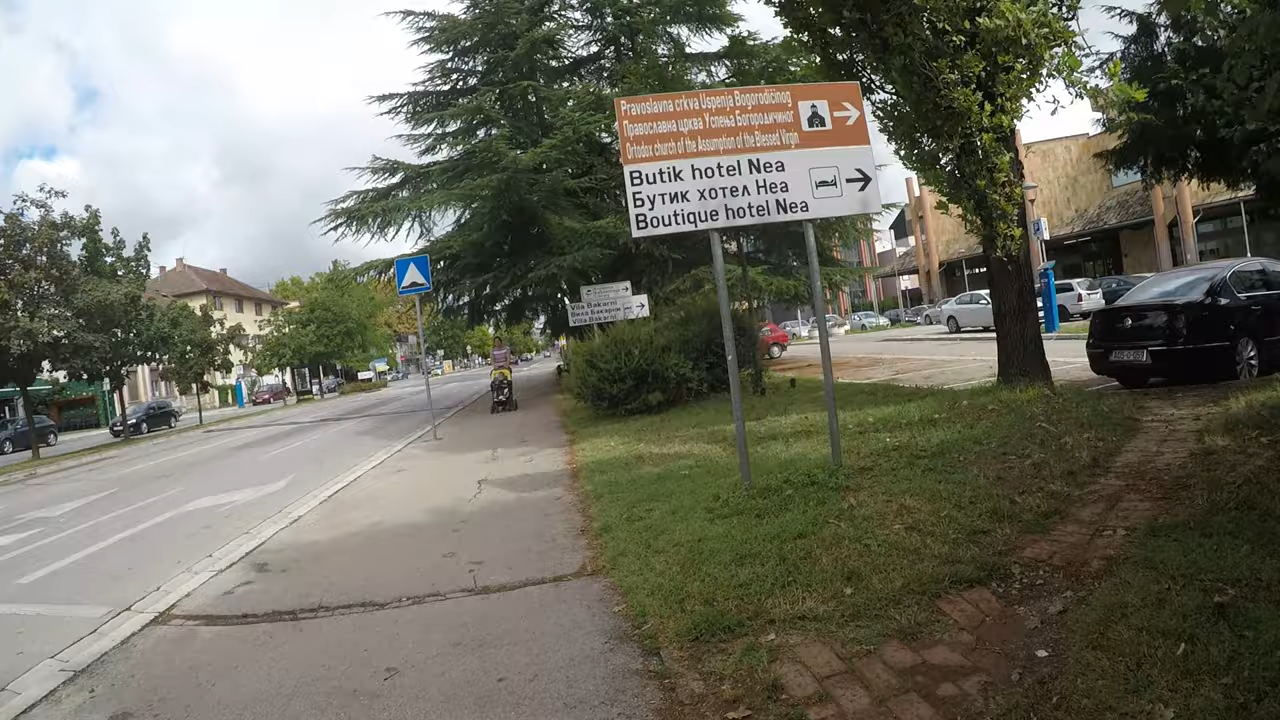 Pravoslavna crkva Uspenja Bogorodičinog
Православна црква Успења Богородичиног
Orthodox church of the Assumption of the Blessed Virgin
Butik hotel Nea
Бутик хотел Неа
Boutique hotel Nea
Vila Bakarni
Вила Бакарни
Villa Bakarni